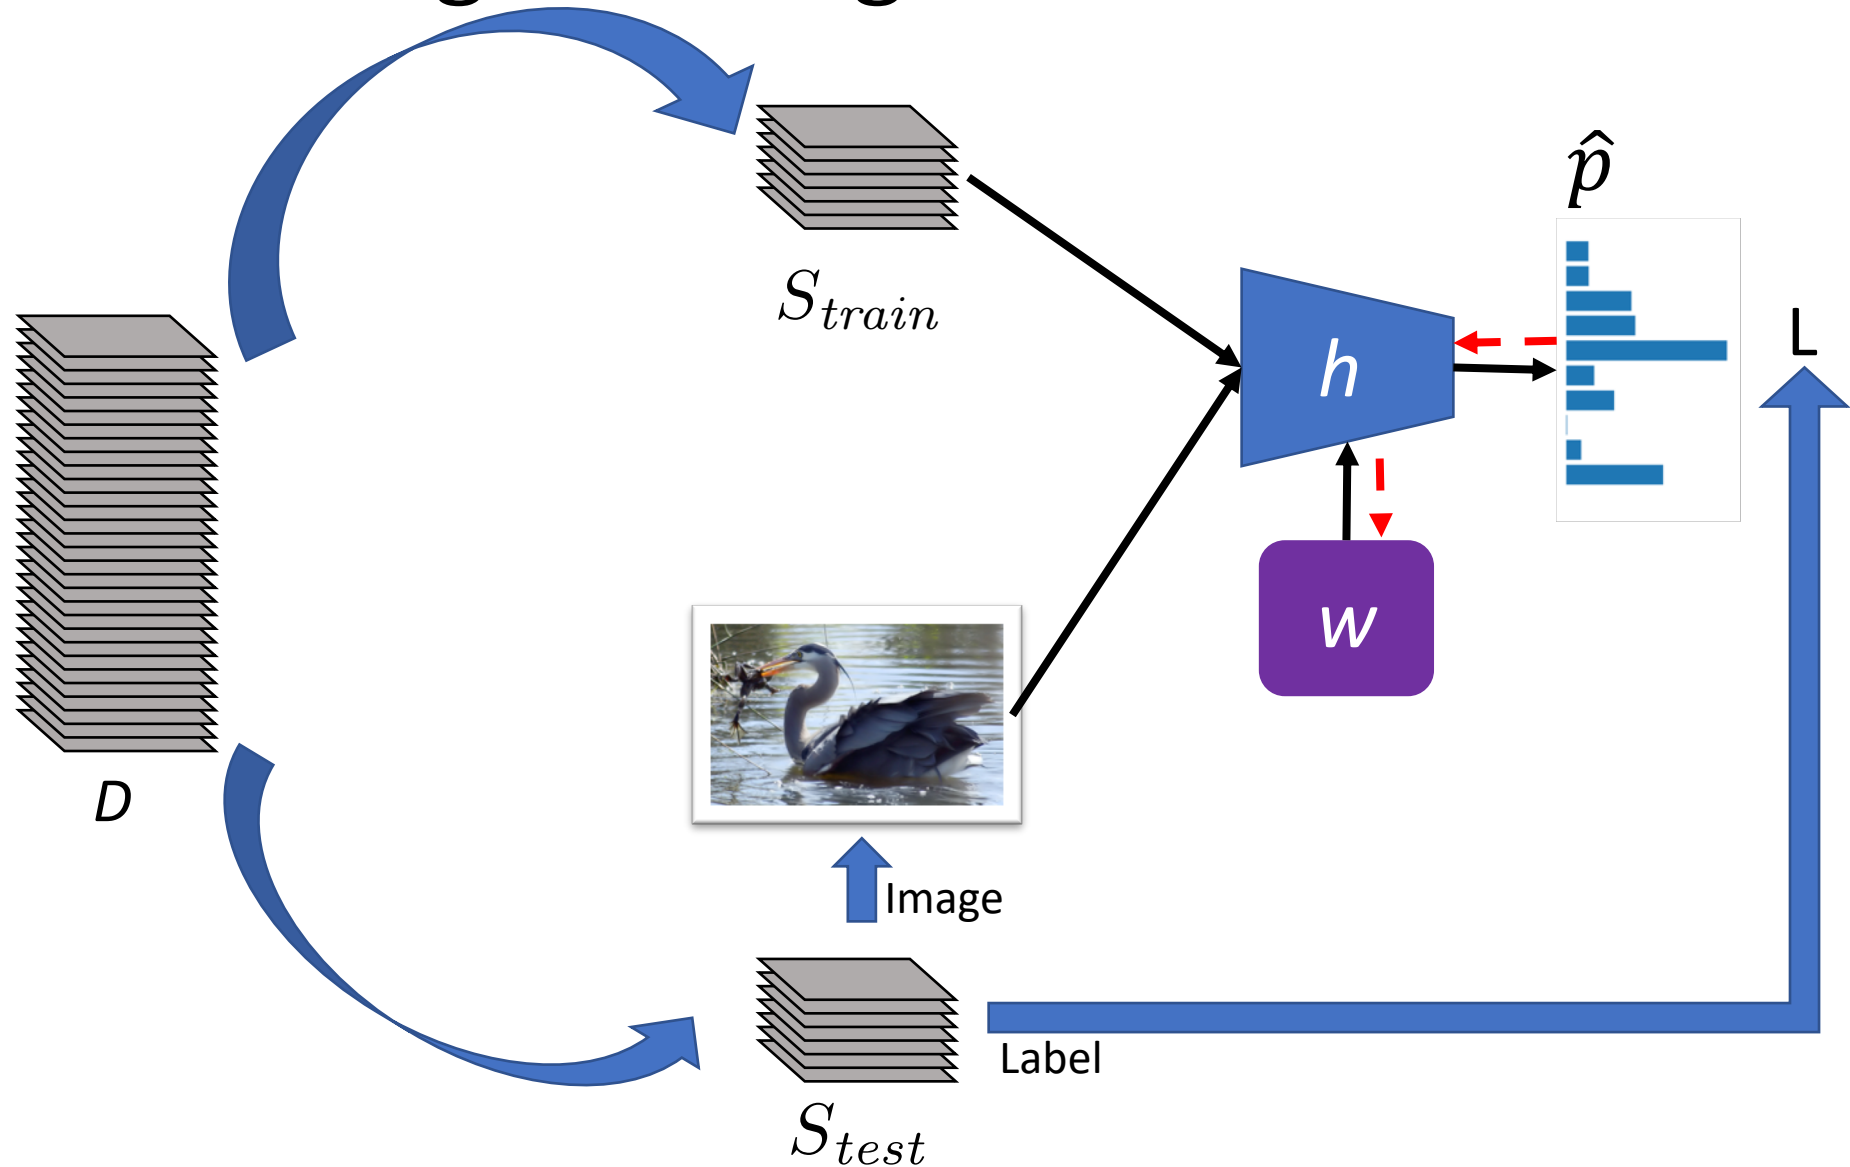 S_train
p̂
L
h
w
D
Image
Label
S_test